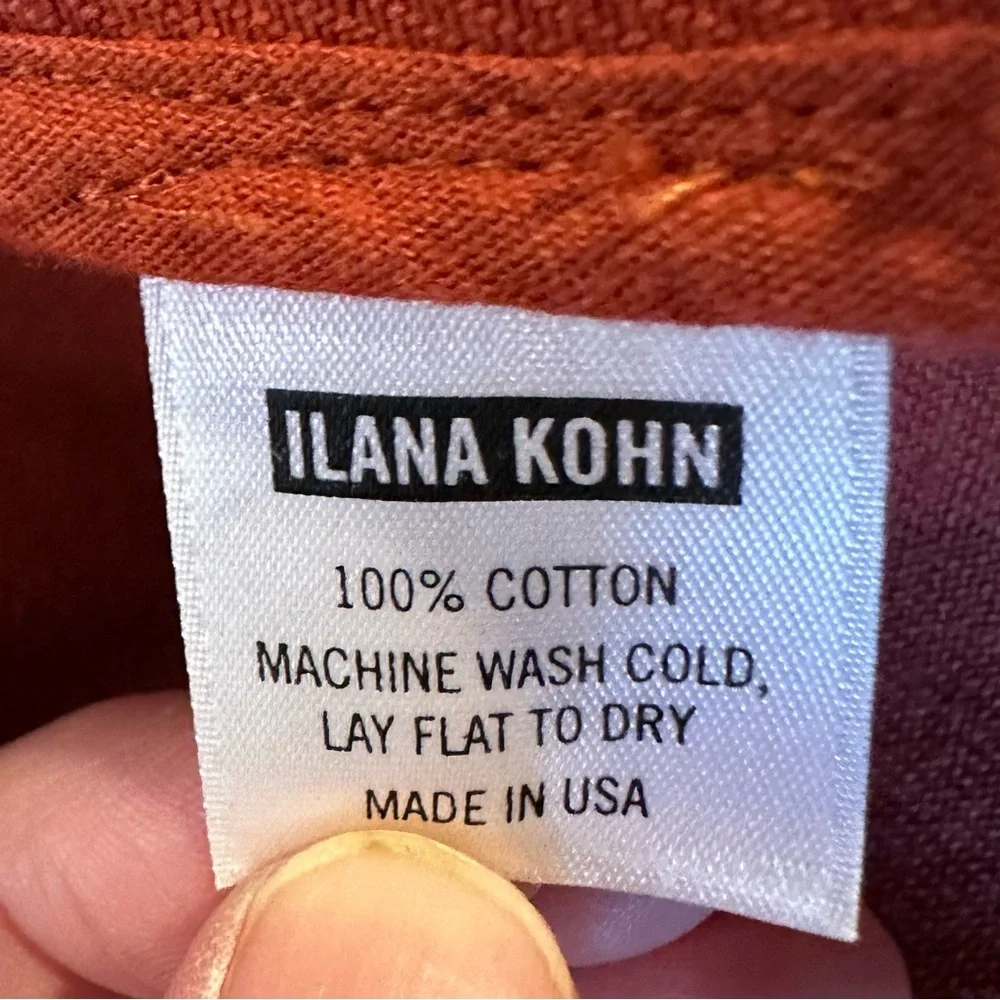 ILANA KOHN
100% COTTON
MACHINE WASH COLD,
LAY FLAT TO DRY
MADE IN USA